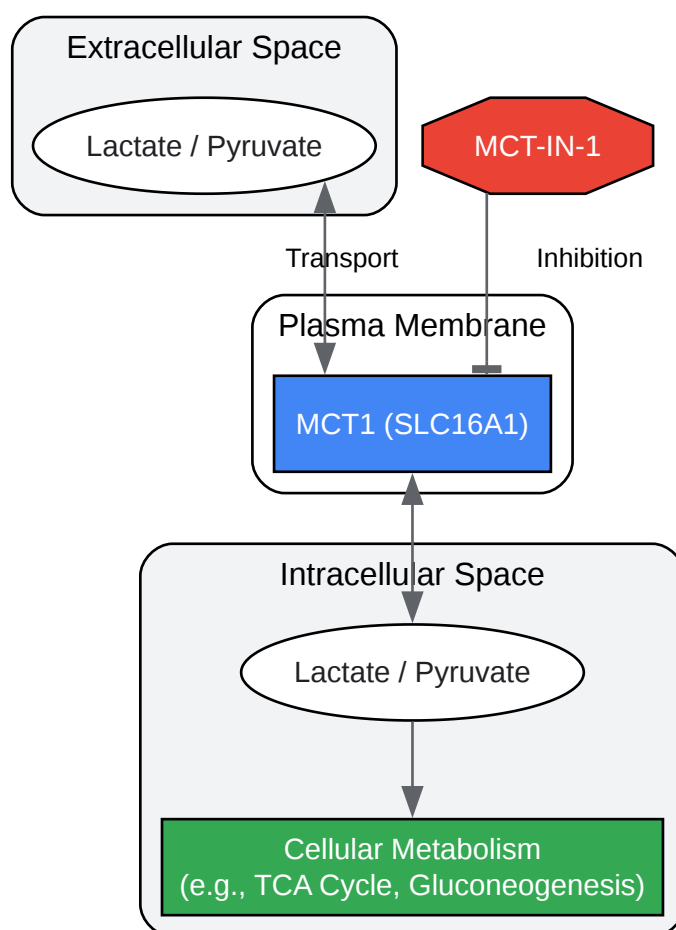 Extracellular Space
Lactate / Pyruvate
MCT-IN-1
Transport
Inhibition
Plasma Membrane
MCT1 (SLC16A1)
Intracellular Space
Lactate / Pyruvate
Cellular Metabolism
(e.g., TCA Cycle, Gluconeogenesis)